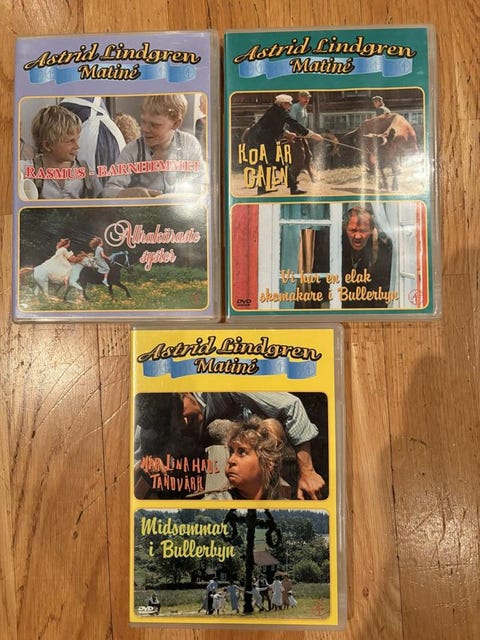 Astrid Lindgren
Matiné
RASMUS - BARNHEMMET
Allrakäraste
syster
Astrid Lindgren
Matiné
KOA ÄR
GALEN
Vi har en elak
skomakare i Bullerbyn
DVD
Astrid Lindgren
Matiné
NÄR LINA HADE
TANDVÄRK
Midsommar
i Bullerbyn
DVD